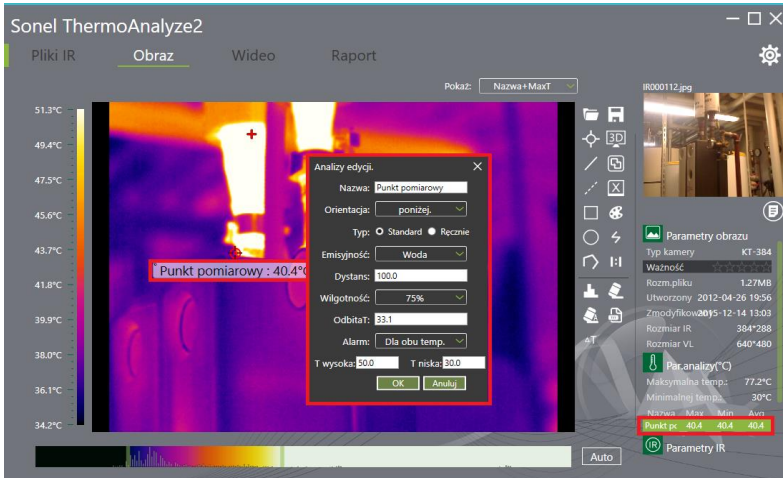 Sonel ThermoAnalyze2
Pliki IR Obraz Wideo Raport
Pokaż: Nazwa+MaxT
IR000112.jpg
51.3°C
49.4°C
47.5°C
45.6°C
43.7°C
41.8°C
39.9°C
38.0°C
36.1°C
34.2°C
Punkt pomiarowy : 40.4°
Analizy edycji.
Nazwa: Punkt pomiarowy
Orientacja: poniżej.
Typ: Standard Ręcznie
Emisyjność: Woda
Dystans: 100.0
Wilgotność: 75%
OdbitaT: 33.1
Alarm: Dla obu temp.
T wysoka: 50.0 T niska: 30.0
OK Anuluj
3D
1:1
ΔT
Auto
Parametry obrazu
Typ kamery KT-384
Ważność
Rozm.pliku 1.27MB
Utworzony 2012-04-26 19:56
Zmodyfikowany 2015-12-14 13:03
Rozmiar IR 384*288
Rozmiar VL 640*480
Par.analizy(°C)
Maksymalna temp.: 77.2°C
Minimalnej temp.: 30°C
Nazwa Max Min Avg
Punkt pc 40.4 40.4 40.4
IR Parametry IR